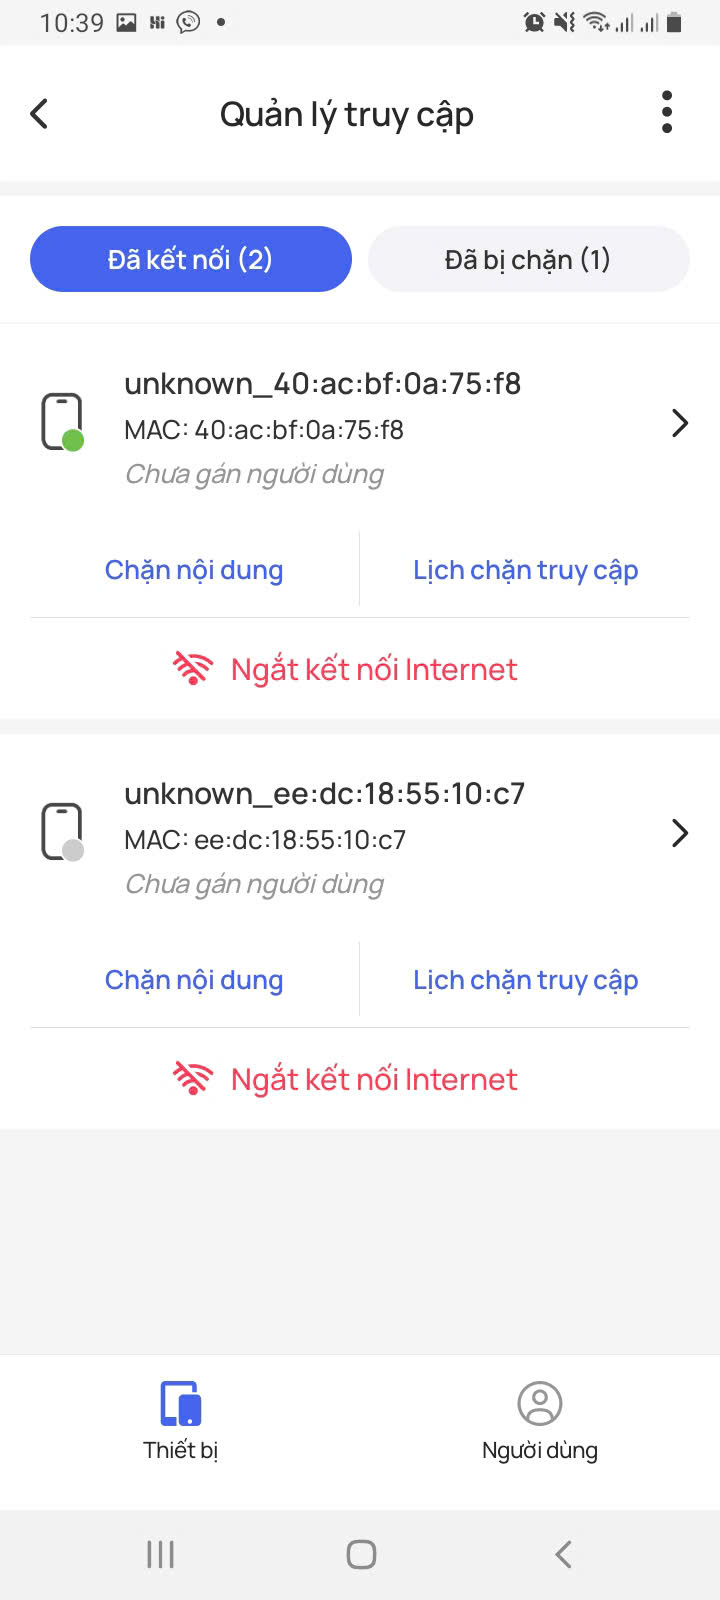 10:39
Quản lý truy cập
Đã kết nối (2)
Đã bị chặn (1)
unknown_40:ac:bf:0a:75:f8
MAC: 40:ac:bf:0a:75:f8
Chưa gán người dùng
Chặn nội dung
Lịch chặn truy cập
Ngắt kết nối Internet
unknown_ee:dc:18:55:10:c7
MAC: ee:dc:18:55:10:c7
Chưa gán người dùng
Chặn nội dung
Lịch chặn truy cập
Ngắt kết nối Internet
Thiết bị
Người dùng